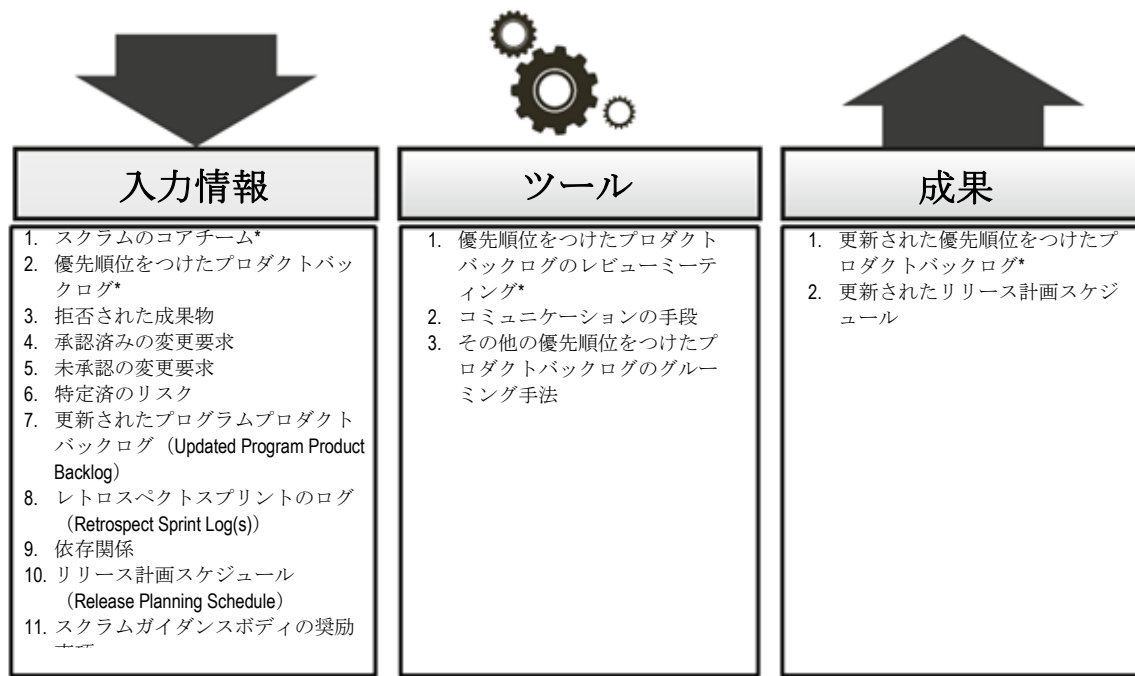 入力情報
1. スクラムのコアチーム*
2. 優先順位をつけたプロダクトバッ
クログ*
3. 拒否された成果物
4. 承認済みの変更要求
5. 未承認の変更要求
6. 特定済のリスク
7. 更新されたプログラムプロダクト
バックログ（Updated Program Product
Backlog）
8. レトロスペクトスプリントのログ
（Retrospect Sprint Log(s)）
9. 依存関係
10. リリース計画スケジュール
（Release Planning Schedule）
11. スクラムガイダンスボディの奨励
ツール
1. 優先順位をつけたプロダクト
バックログのレビューミーテ
ィング*
2. コミュニケーションの手段
3. その他の優先順位をつけたプ
ロダクトバックログのグルー
ミング手法
成果
1. 更新された優先順位をつけたプ
ロダクトバックログ*
2. 更新されたリリース計画スケジ
ュール